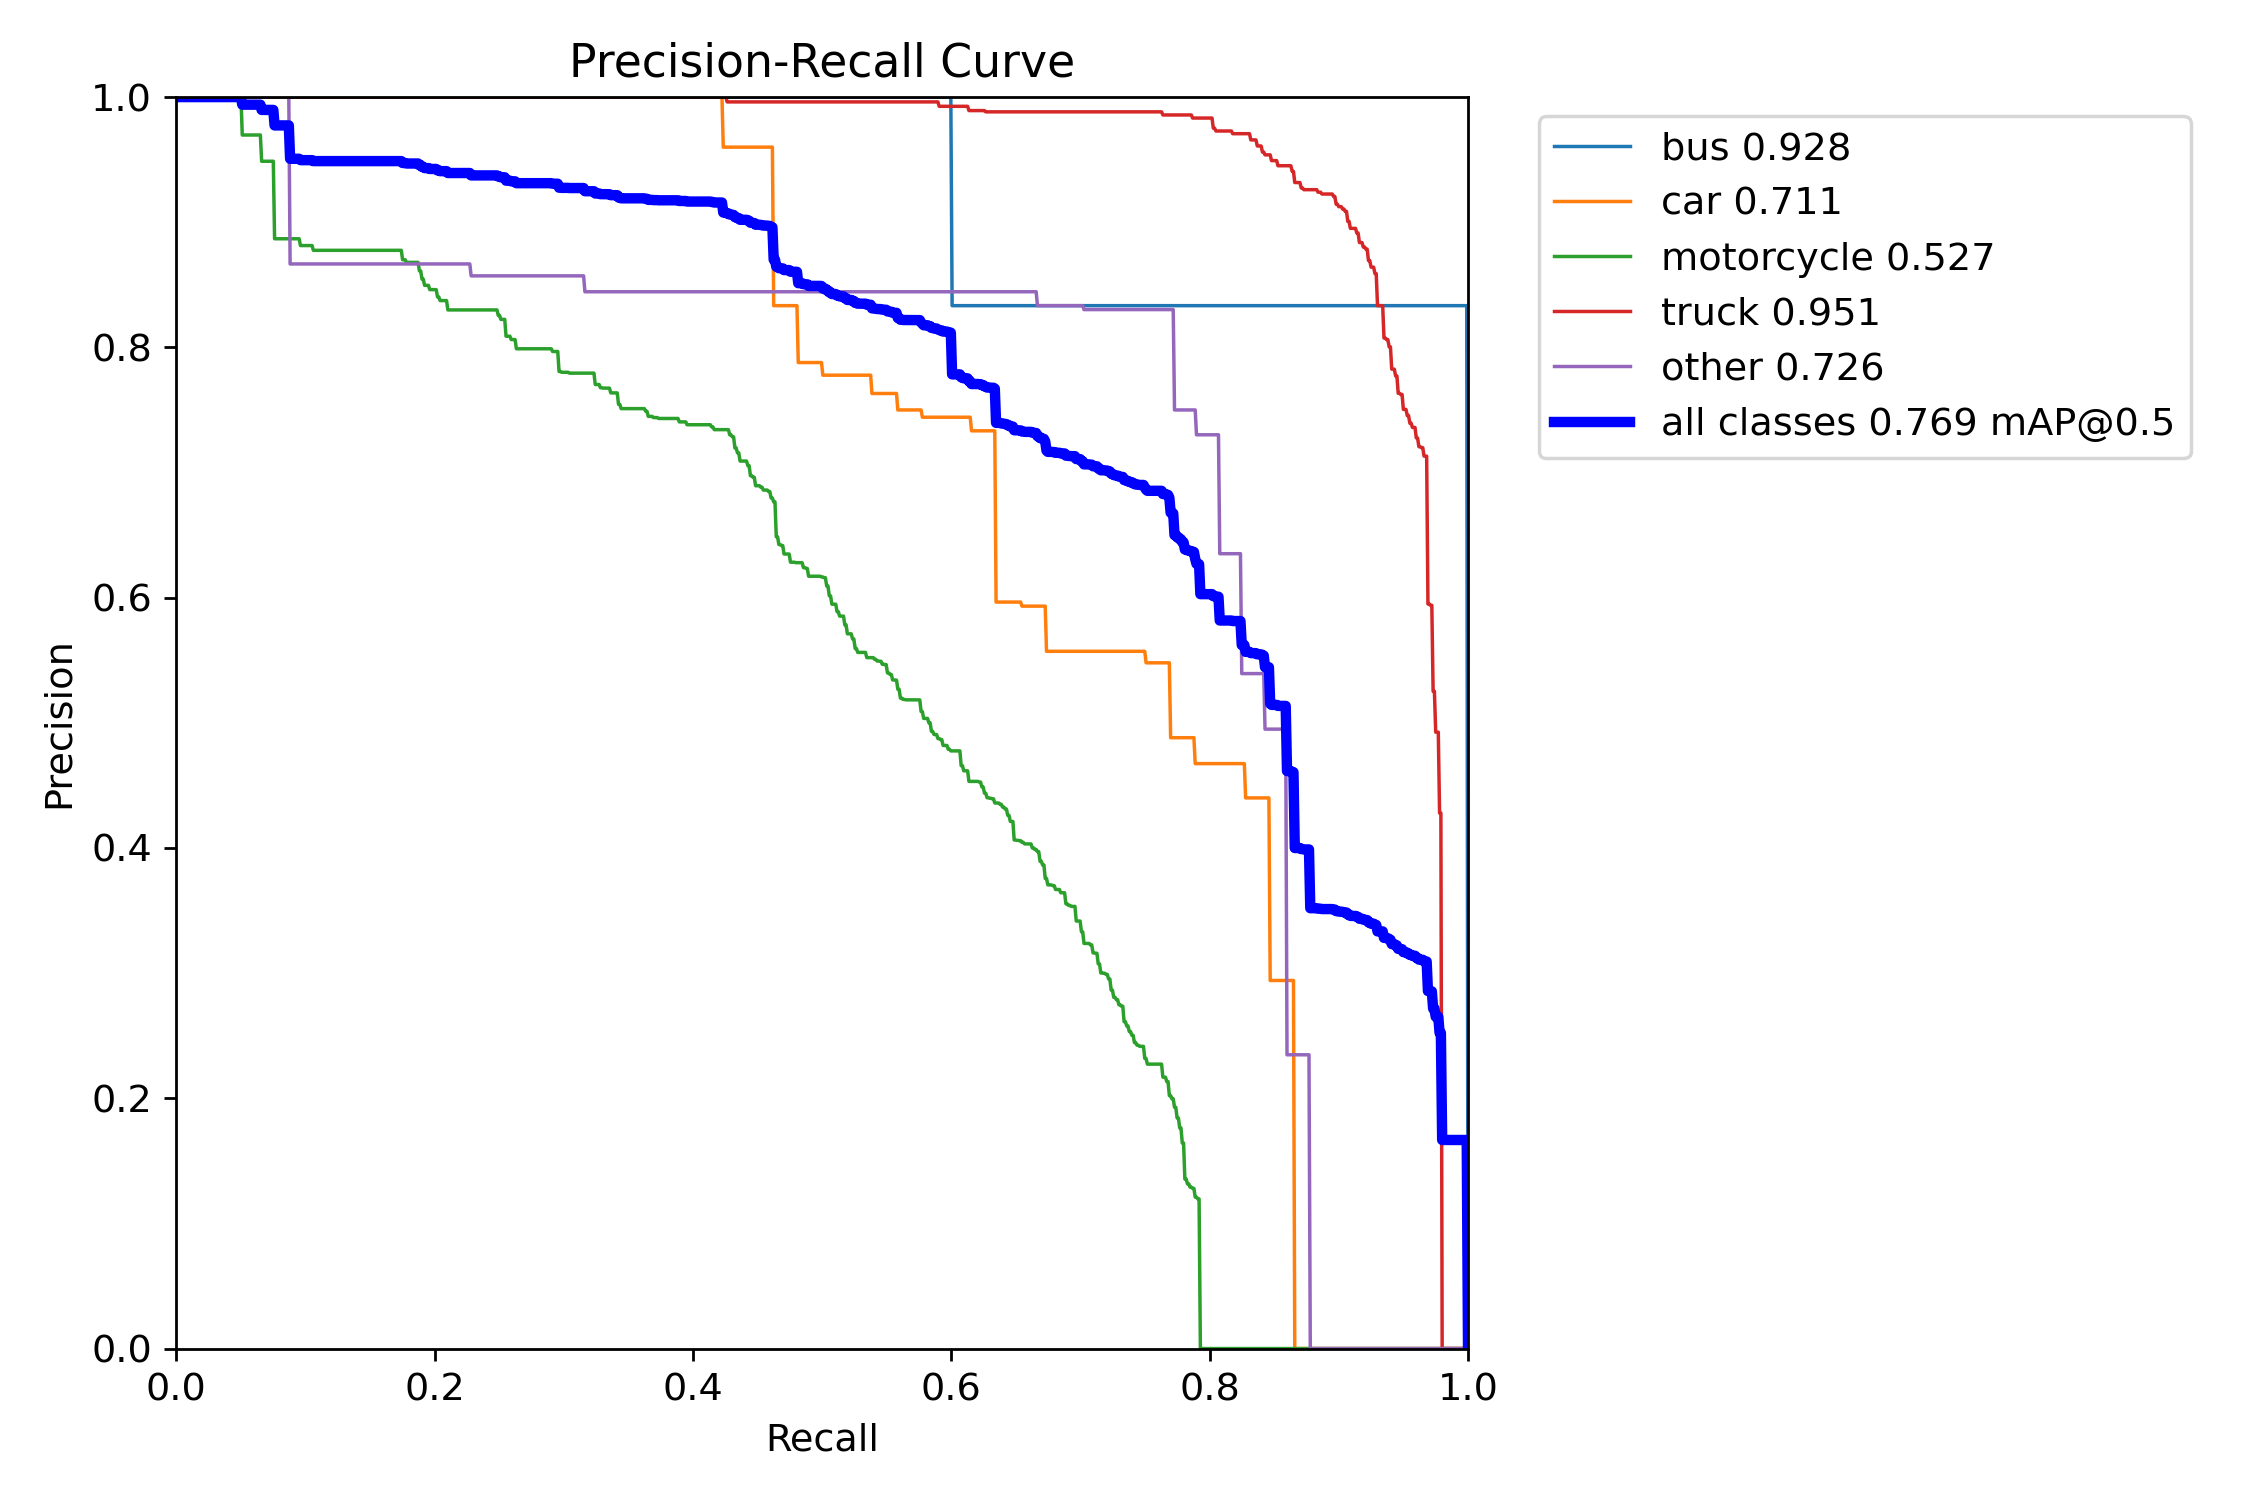 Precision-Recall Curve
1.0
0.8
0.6
0.4
0.2
0.0
Precision
0.0 0.2 0.4 0.6 0.8 1.0
Recall
bus 0.928
car 0.711
motorcycle 0.527
truck 0.951
other 0.726
all classes 0.769 mAP@0.5